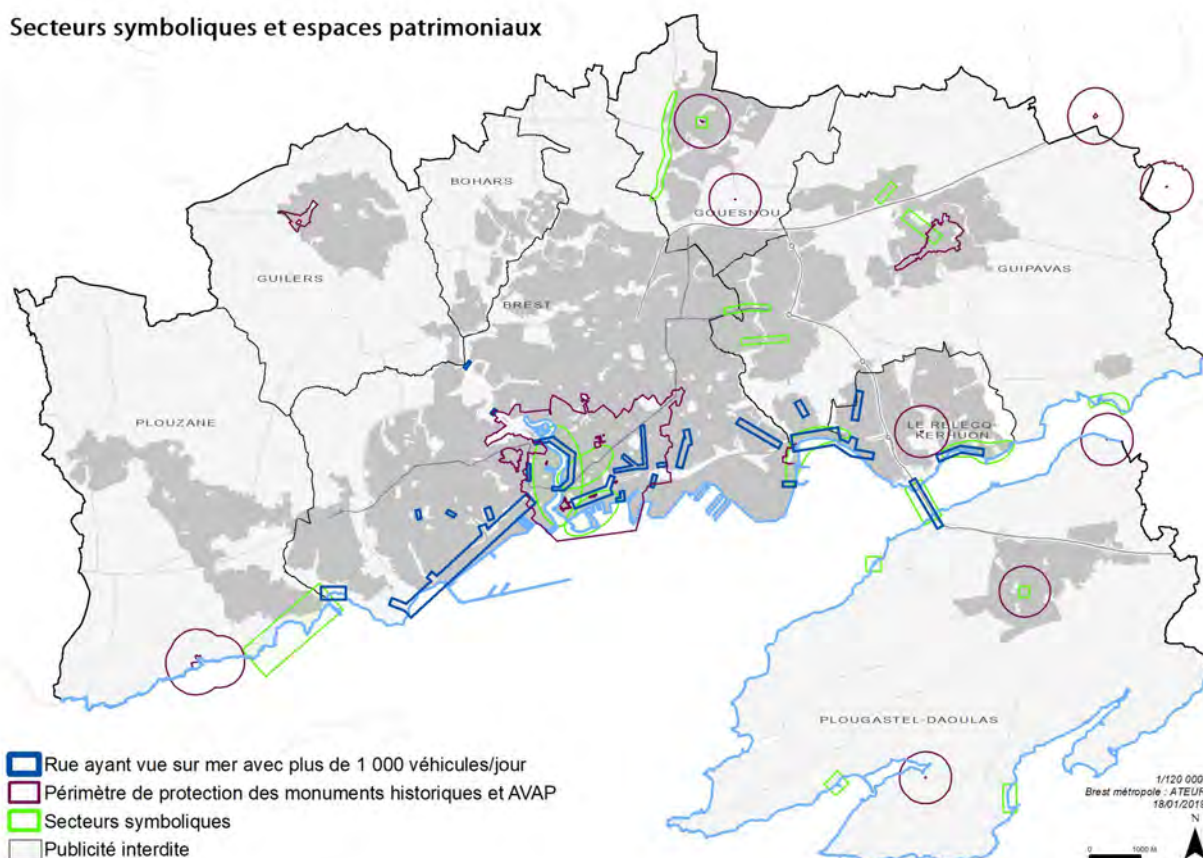 Secteurs symboliques et espaces patrimoniaux
BOHARS
GOUESNOU
GUILERS
GUIPAVAS
BREST
PLOUZANE
LE RELECQ-
KERHUON
PLOUGASTEL-DAOULAS
Rue ayant vue sur mer avec plus de 1 000 véhicules/jour
Périmètre de protection des monuments historiques et AVAP
Secteurs symboliques
Publicité interdite
1/120 000
Brest métropole : ATEUR
18/01/2019
N
0 1000 M